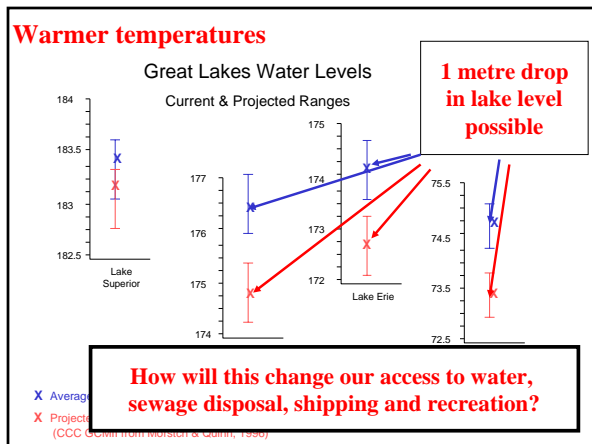 Warmer temperatures
Great Lakes Water Levels
Current & Projected Ranges
1 metre drop
in lake level
possible
184
183.5
183
182.5
Lake
Superior
177
176
175
174
175
174
173
172
Lake Erie
75.5
74.5
73.5
72.5
How will this change our access to water,
sewage disposal, shipping and recreation?
X Average
X Projected
(CCC GCMII from Mortsch & Quinn, 1996)